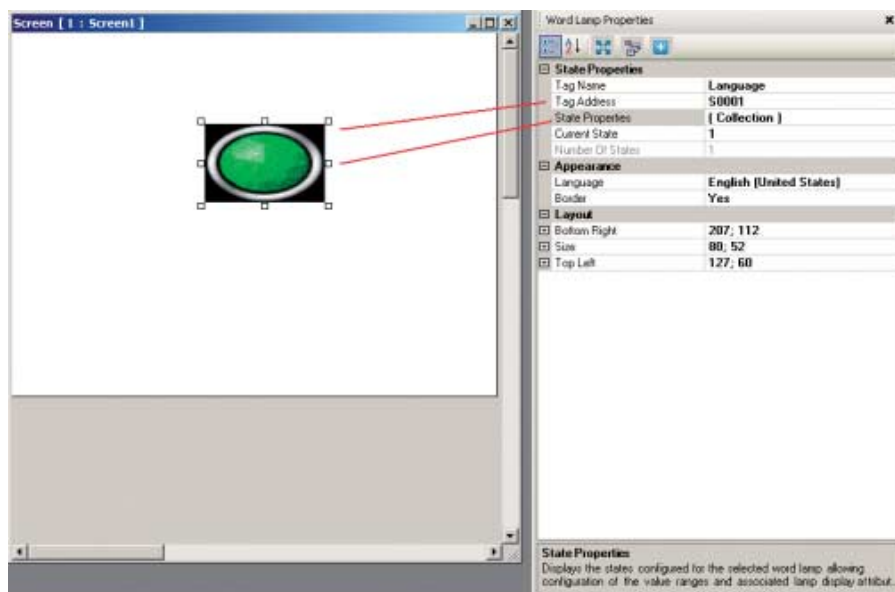 Screen [ 1 : Screen1 ]
Word Lamp Properties
State Properties
Tag Name Language
Tag Address S0001
State Properties ( Collection )
Current State 1
Number Of States 1
Appearance
Language English (United States)
Border Yes
Layout
Bottom Right 207; 112
Size 80; 52
Top Left 127; 60
State Properties
Displays the states configured for the selected word lamp allowing
configuration of the value ranges and associated lamp display attribut.